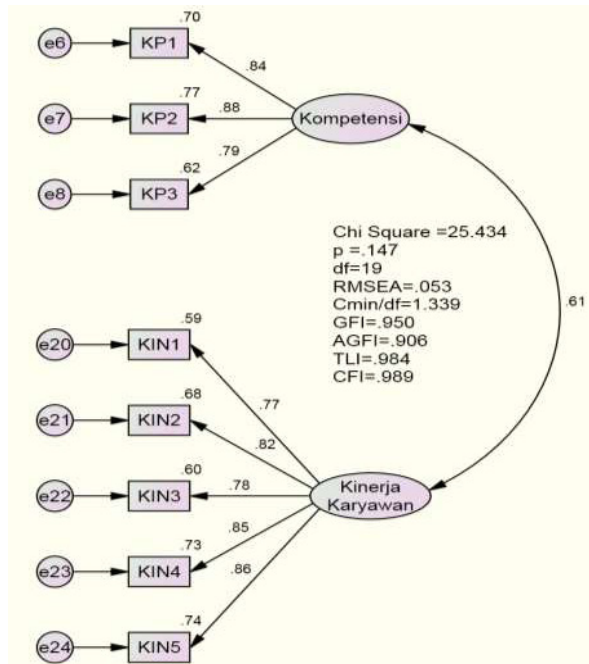 .70
e6
KP1
.84
.77
e7
KP2
.88
Kompetensi
.79
.62
e8
KP3
Chi Square =25.434
p =.147
df=19
RMSEA=.053
Cmin/df=1.339
GFI=.950
AGFI=.906
TLI=.984
CFI=.989
.61
.59
e20
KIN1
.77
.68
e21
KIN2
.82
.60
e22
KIN3
.78
Kinerja
Karyawan
.85
.73
e23
KIN4
.86
.74
e24
KIN5